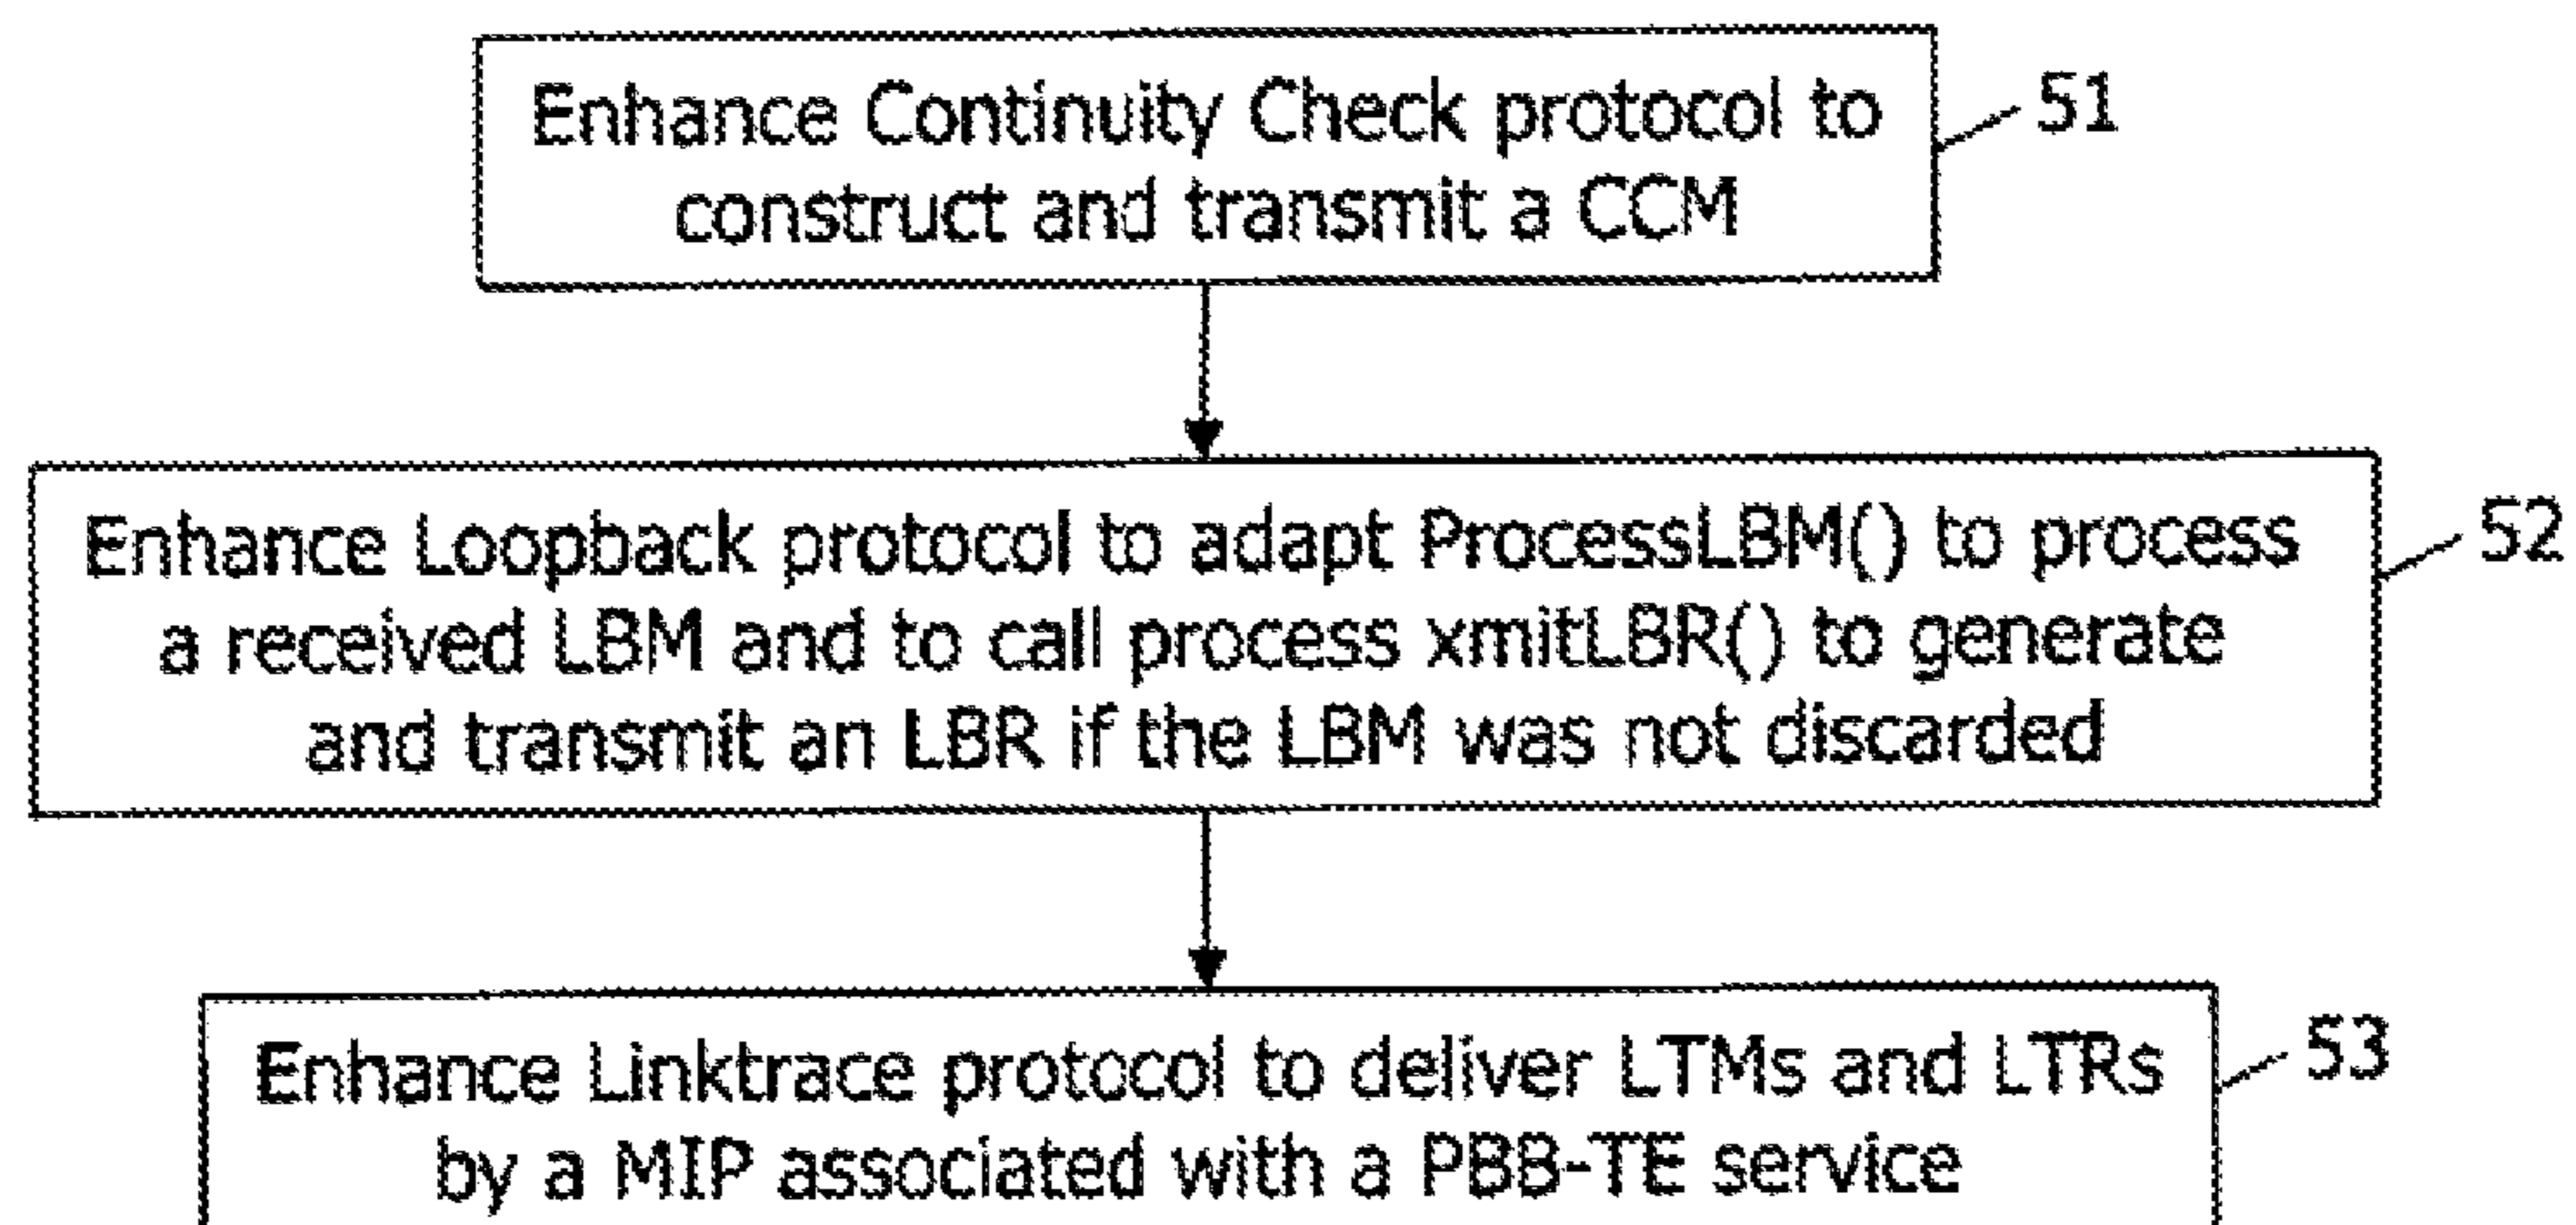 Enhance Continuity Check protocol to
construct and transmit a CCM
51
Enhance Loopback protocol to adapt ProcessLBM() to process
a received LBM and to call process xmitLBR() to generate
and transmit an LBR if the LBM was not discarded
52
Enhance Linktrace protocol to deliver LTMs and LTRs
by a MIP associated with a PBB-TE service
53